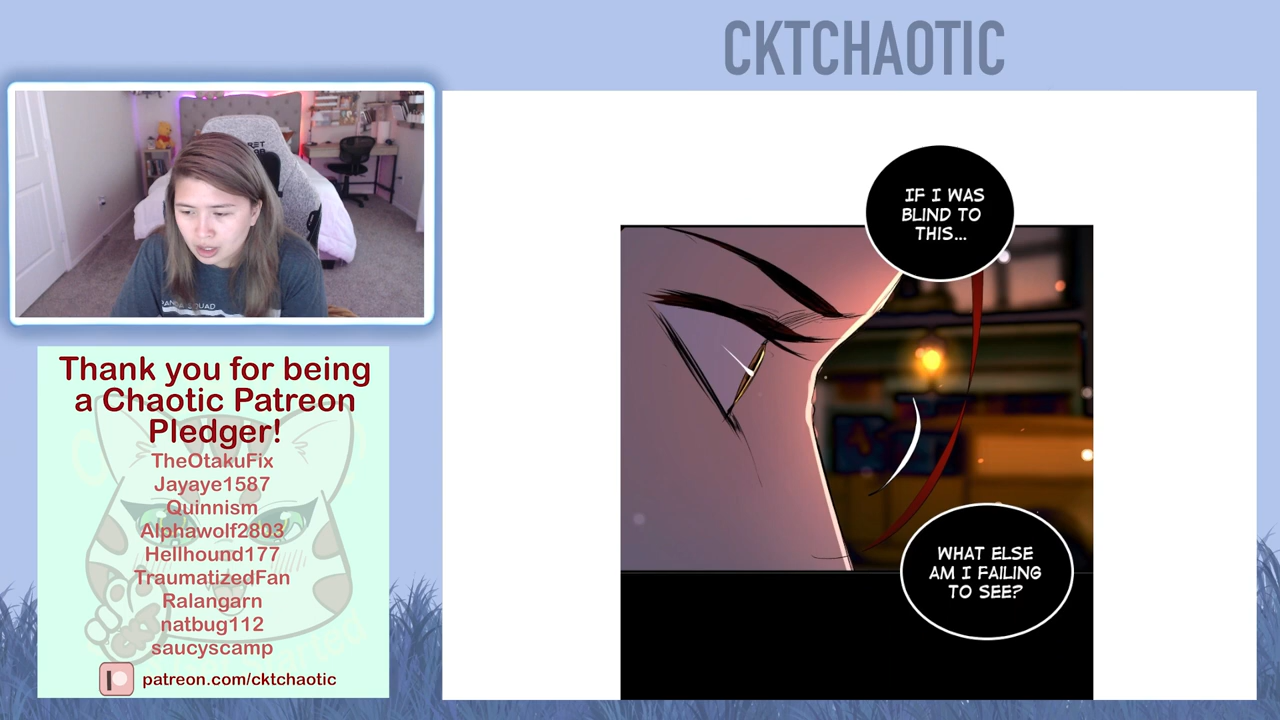 CKTCHAOTIC
IF I WAS
BLIND TO
THIS...
WHAT ELSE
AM I FAILING
TO SEE?
Thank you for being
a Chaotic Patreon
Pledger!
TheOtakuFix
Jayaye1587
Quinnism
Alphawolf2803
Hellhound177
TraumatizedFan
Ralangarn
natbug112
saucyscamp
patreon.com/cktchaotic